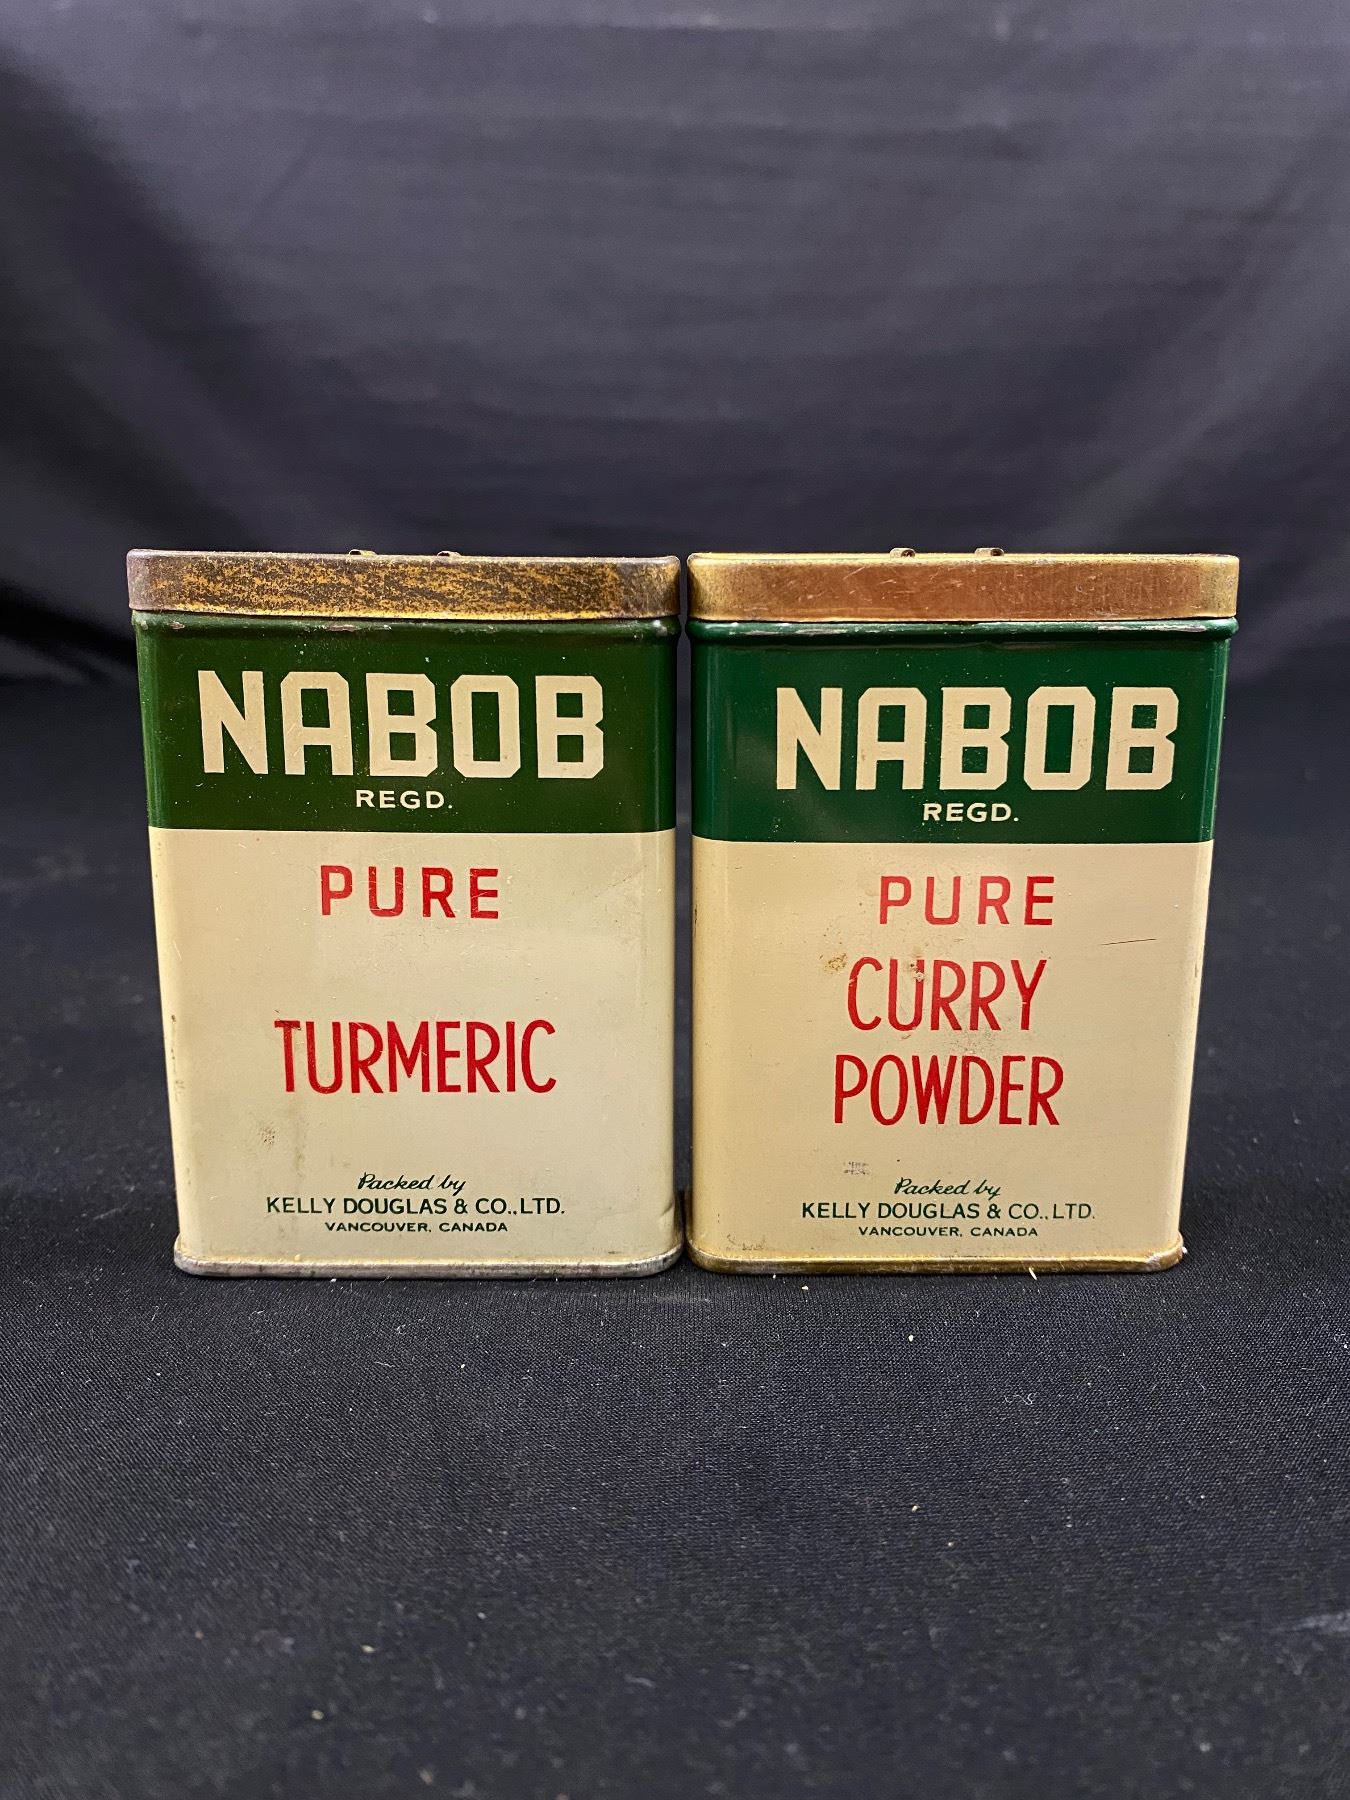 NABOB
REGD.
PURE
TURMERIC
Packed by
KELLY DOUGLAS & CO., LTD.
VANCOUVER, CANADA
NABOB
REGD.
PURE
CURRY
POWDER
Packed by
KELLY DOUGLAS & CO., LTD.
VANCOUVER, CANADA